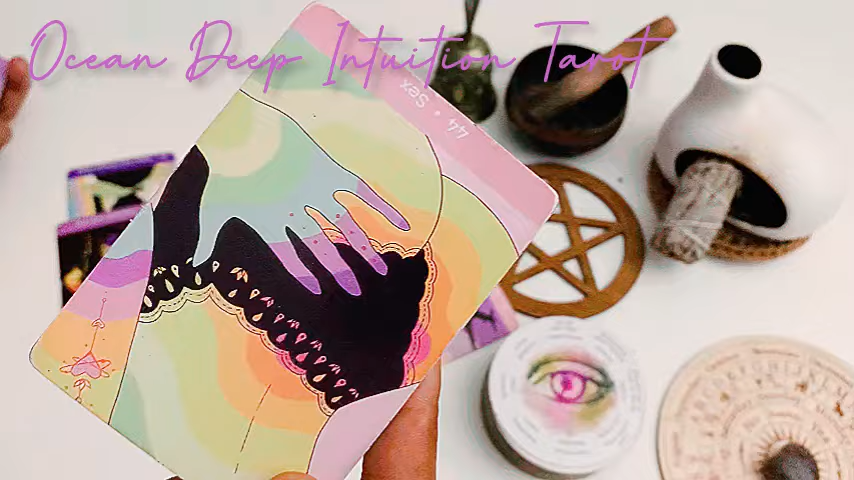 Ocean Deep Intuition Tarot
44 • Sex